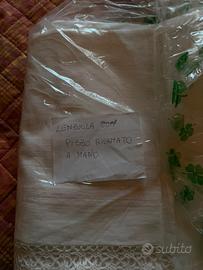 LENZUOLA
PIZZO RICAMATO
A MANO
subito